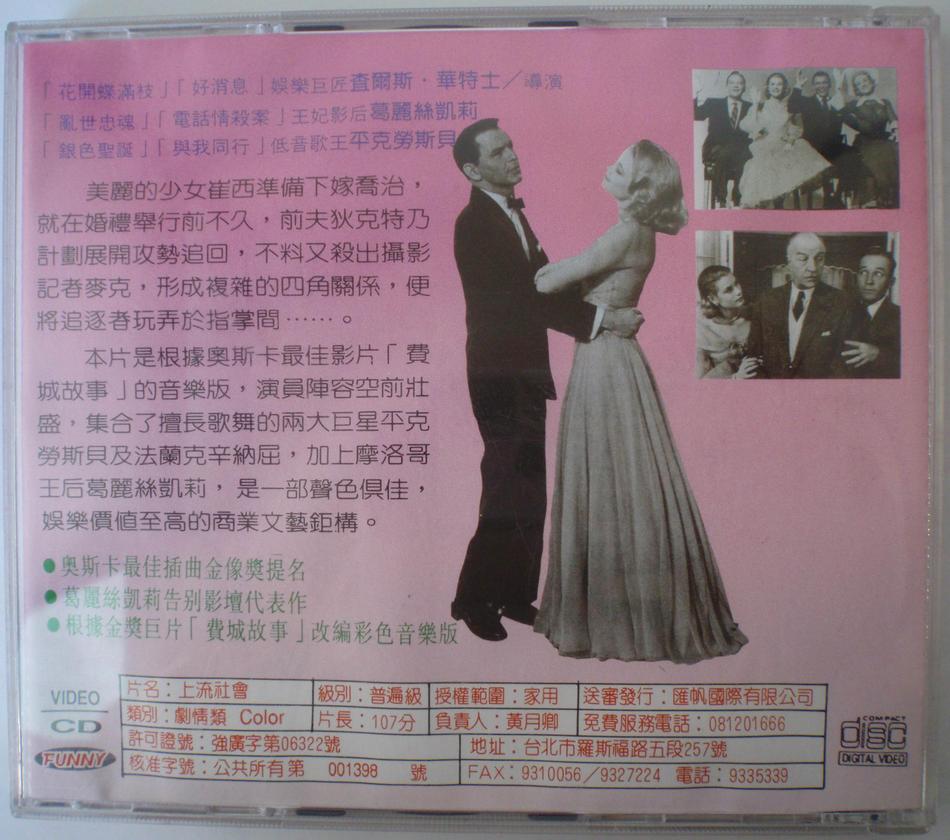 「花開蝶滿枝」「好消息」娛樂巨匠查爾斯．華特士／導演
「亂世忠魂」「電話情殺案」王妃影后葛麗絲凱莉
「銀色聖誕」「與我同行」低音歌王平克勞斯貝
美麗的少女崔西準備下嫁喬治，
就在婚禮舉行前不久，前夫狄克特乃
計劃展開攻勢追回，不料又殺出攝影
記者麥克，形成複雜的四角關係，便
將追逐者玩弄於指掌間……。
本片是根據奧斯卡最佳影片「費
城故事」的音樂版，演員陣容空前壯
盛，集合了擅長歌舞的兩大巨星平克
勞斯貝及法蘭克辛納屈，加上摩洛哥
王后葛麗絲凱莉，是一部聲色俱佳，
娛樂價值至高的商業文藝鉅構。
●奧斯卡最佳插曲金像獎提名
●葛麗絲凱莉告別影壇代表作
●根據金獎巨片「費城故事」改編彩色音樂版
VIDEO
CD
FUNNY
片名：上流社會 級別：普遍級 授權範圍：家用 送審發行：匯帆國際有限公司
類別：劇情類 Color 片長：107分 負責人：黃月卿 免費服務電話：081201666
許可證號：強廣字第06322號 地址：台北市羅斯福路五段257號
核准字號：公共所有第 001398 號 FAX：9310056／9327224 電話：9335339
COMPACT
disc
DIGITAL VIDEO